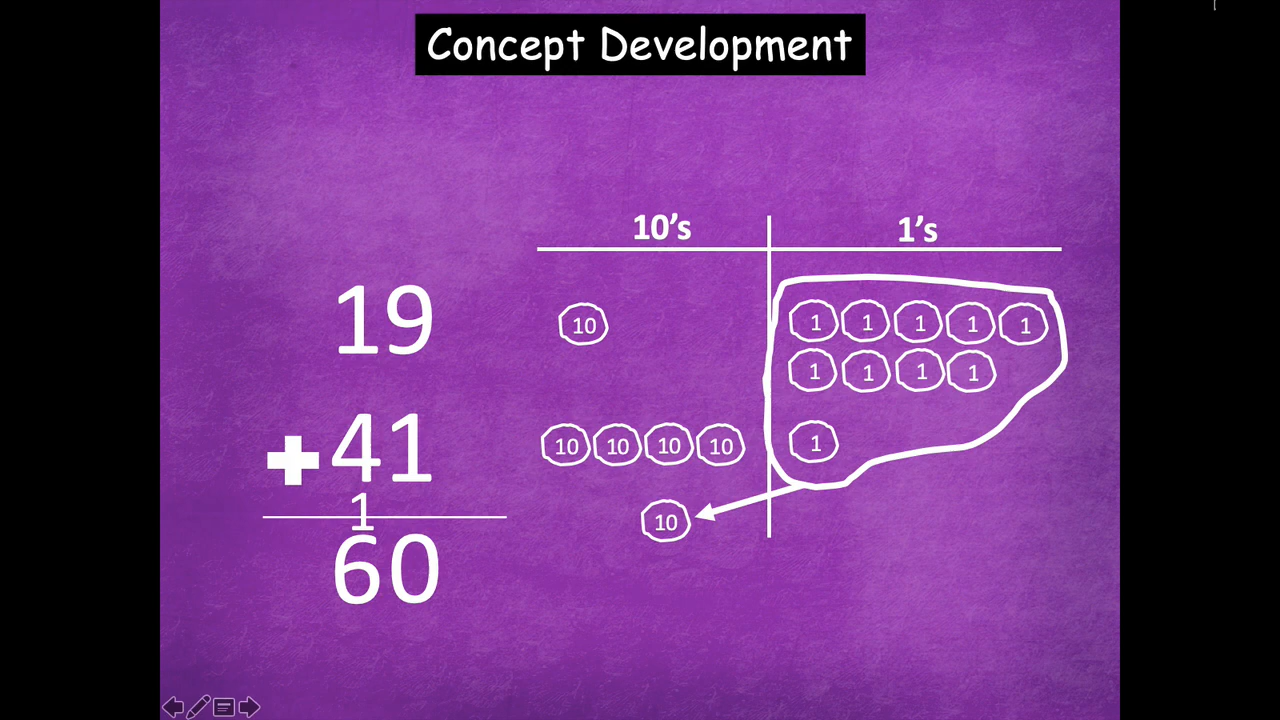 Concept Development
10's 1's
19
10 1 1 1 1 1
1 1 1 1
+ 41
10 10 10 10 1
1
10
60